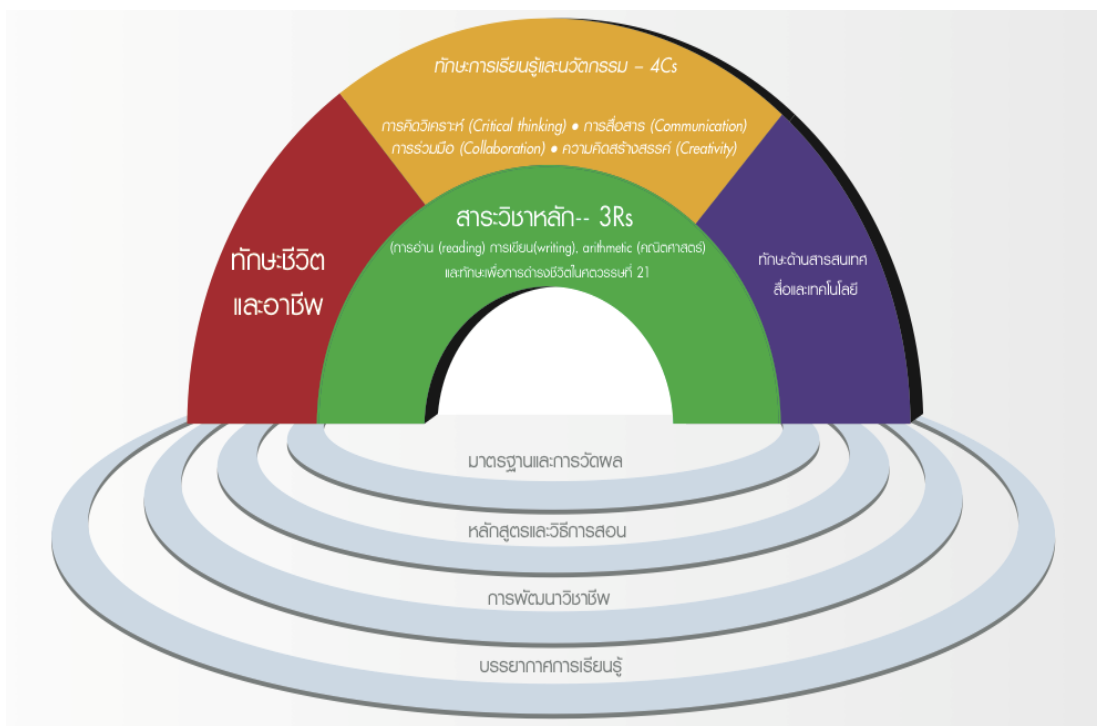 ทักษะการเรียนรู้และนวัตกรรม – 4Cs
การคิดวิเคราะห์ (Critical thinking) • การสื่อสาร (Communication)
การร่วมมือ (Collaboration) • ความคิดสร้างสรรค์ (Creativity)
สาระวิชาหลัก-- 3Rs
(การอ่าน (reading) การเขียน(writing), arithmetic (คณิตศาสตร์)
และทักษะเพื่อการดำรงชีวิตในศตวรรษที่ 21
ทักษะชีวิต
และอาชีพ
ทักษะด้านสารสนเทศ
สื่อและเทคโนโลยี
มาตรฐานและการวัดผล
หลักสูตรและวิธีการสอน
การพัฒนาวิชาชีพ
บรรยากาศการเรียนรู้